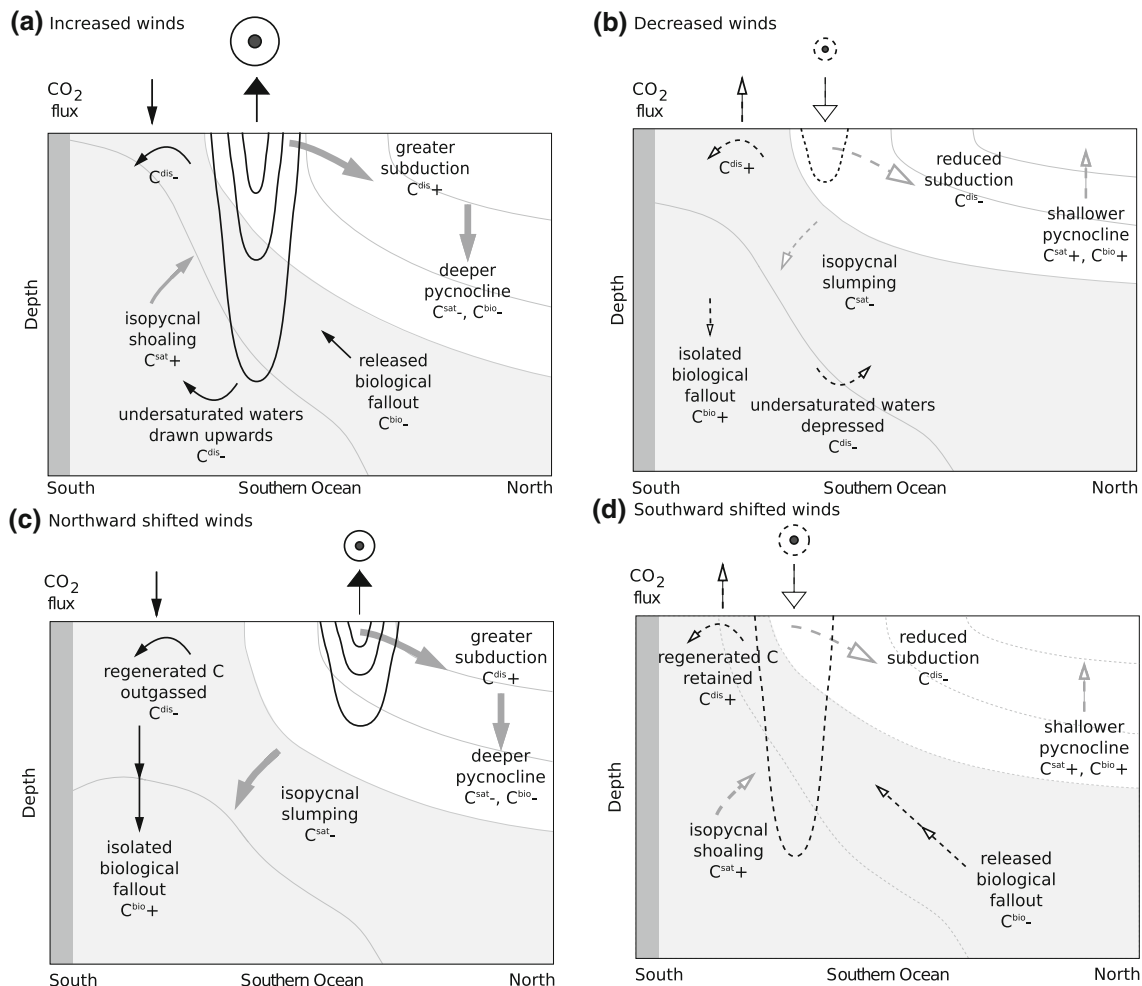 (a) Increased winds
CO2
flux
Cdis-
greater
subduction
Cdis+
deeper
pycnocline
Csat-, Cbio-
isopycnal
shoaling
Csat+
released
biological
fallout
Cbio-
undersaturated waters
drawn upwards
Cdis-
Depth
South Southern Ocean North
(b) Decreased winds
CO2
flux
Cdis+
reduced
subduction
Cdis-
shallower
pycnocline
Csat+, Cbio+
isopycnal
slumping
Csat-
isolated
biological
fallout
Cbio+
undersaturated waters
depressed
Cdis-
Depth
South Southern Ocean North
(c) Northward shifted winds
CO2
flux
regenerated C
outgassed
Cdis-
greater
subduction
Cdis+
deeper
pycnocline
Csat-, Cbio-
isopycnal
slumping
Csat-
isolated
biological
fallout
Cbio+
Depth
South Southern Ocean North
(d) Southward shifted winds
CO2
flux
regenerated C
retained
Cdis+
reduced
subduction
Cdis-
shallower
pycnocline
Csat+, Cbio+
isopycnal
shoaling
Csat+
released
biological
fallout
Cbio-
Depth
South Southern Ocean North